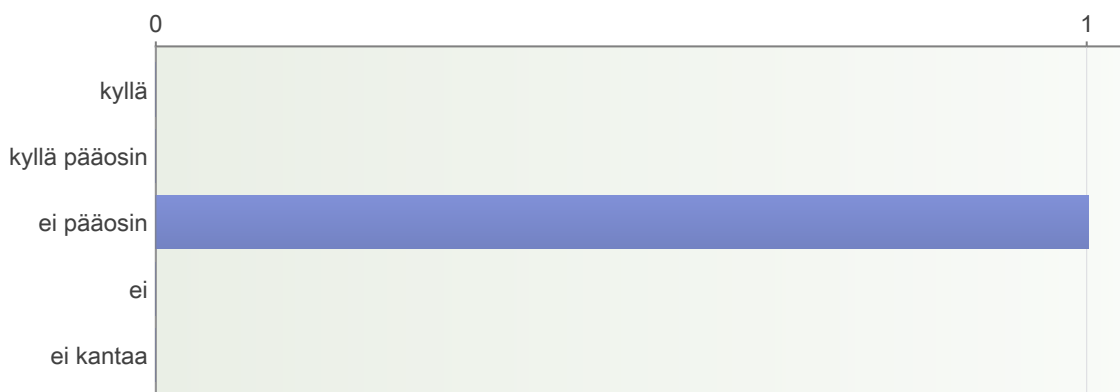 0 1
kyllä
kyllä pääosin
ei pääosin
ei
ei kantaa